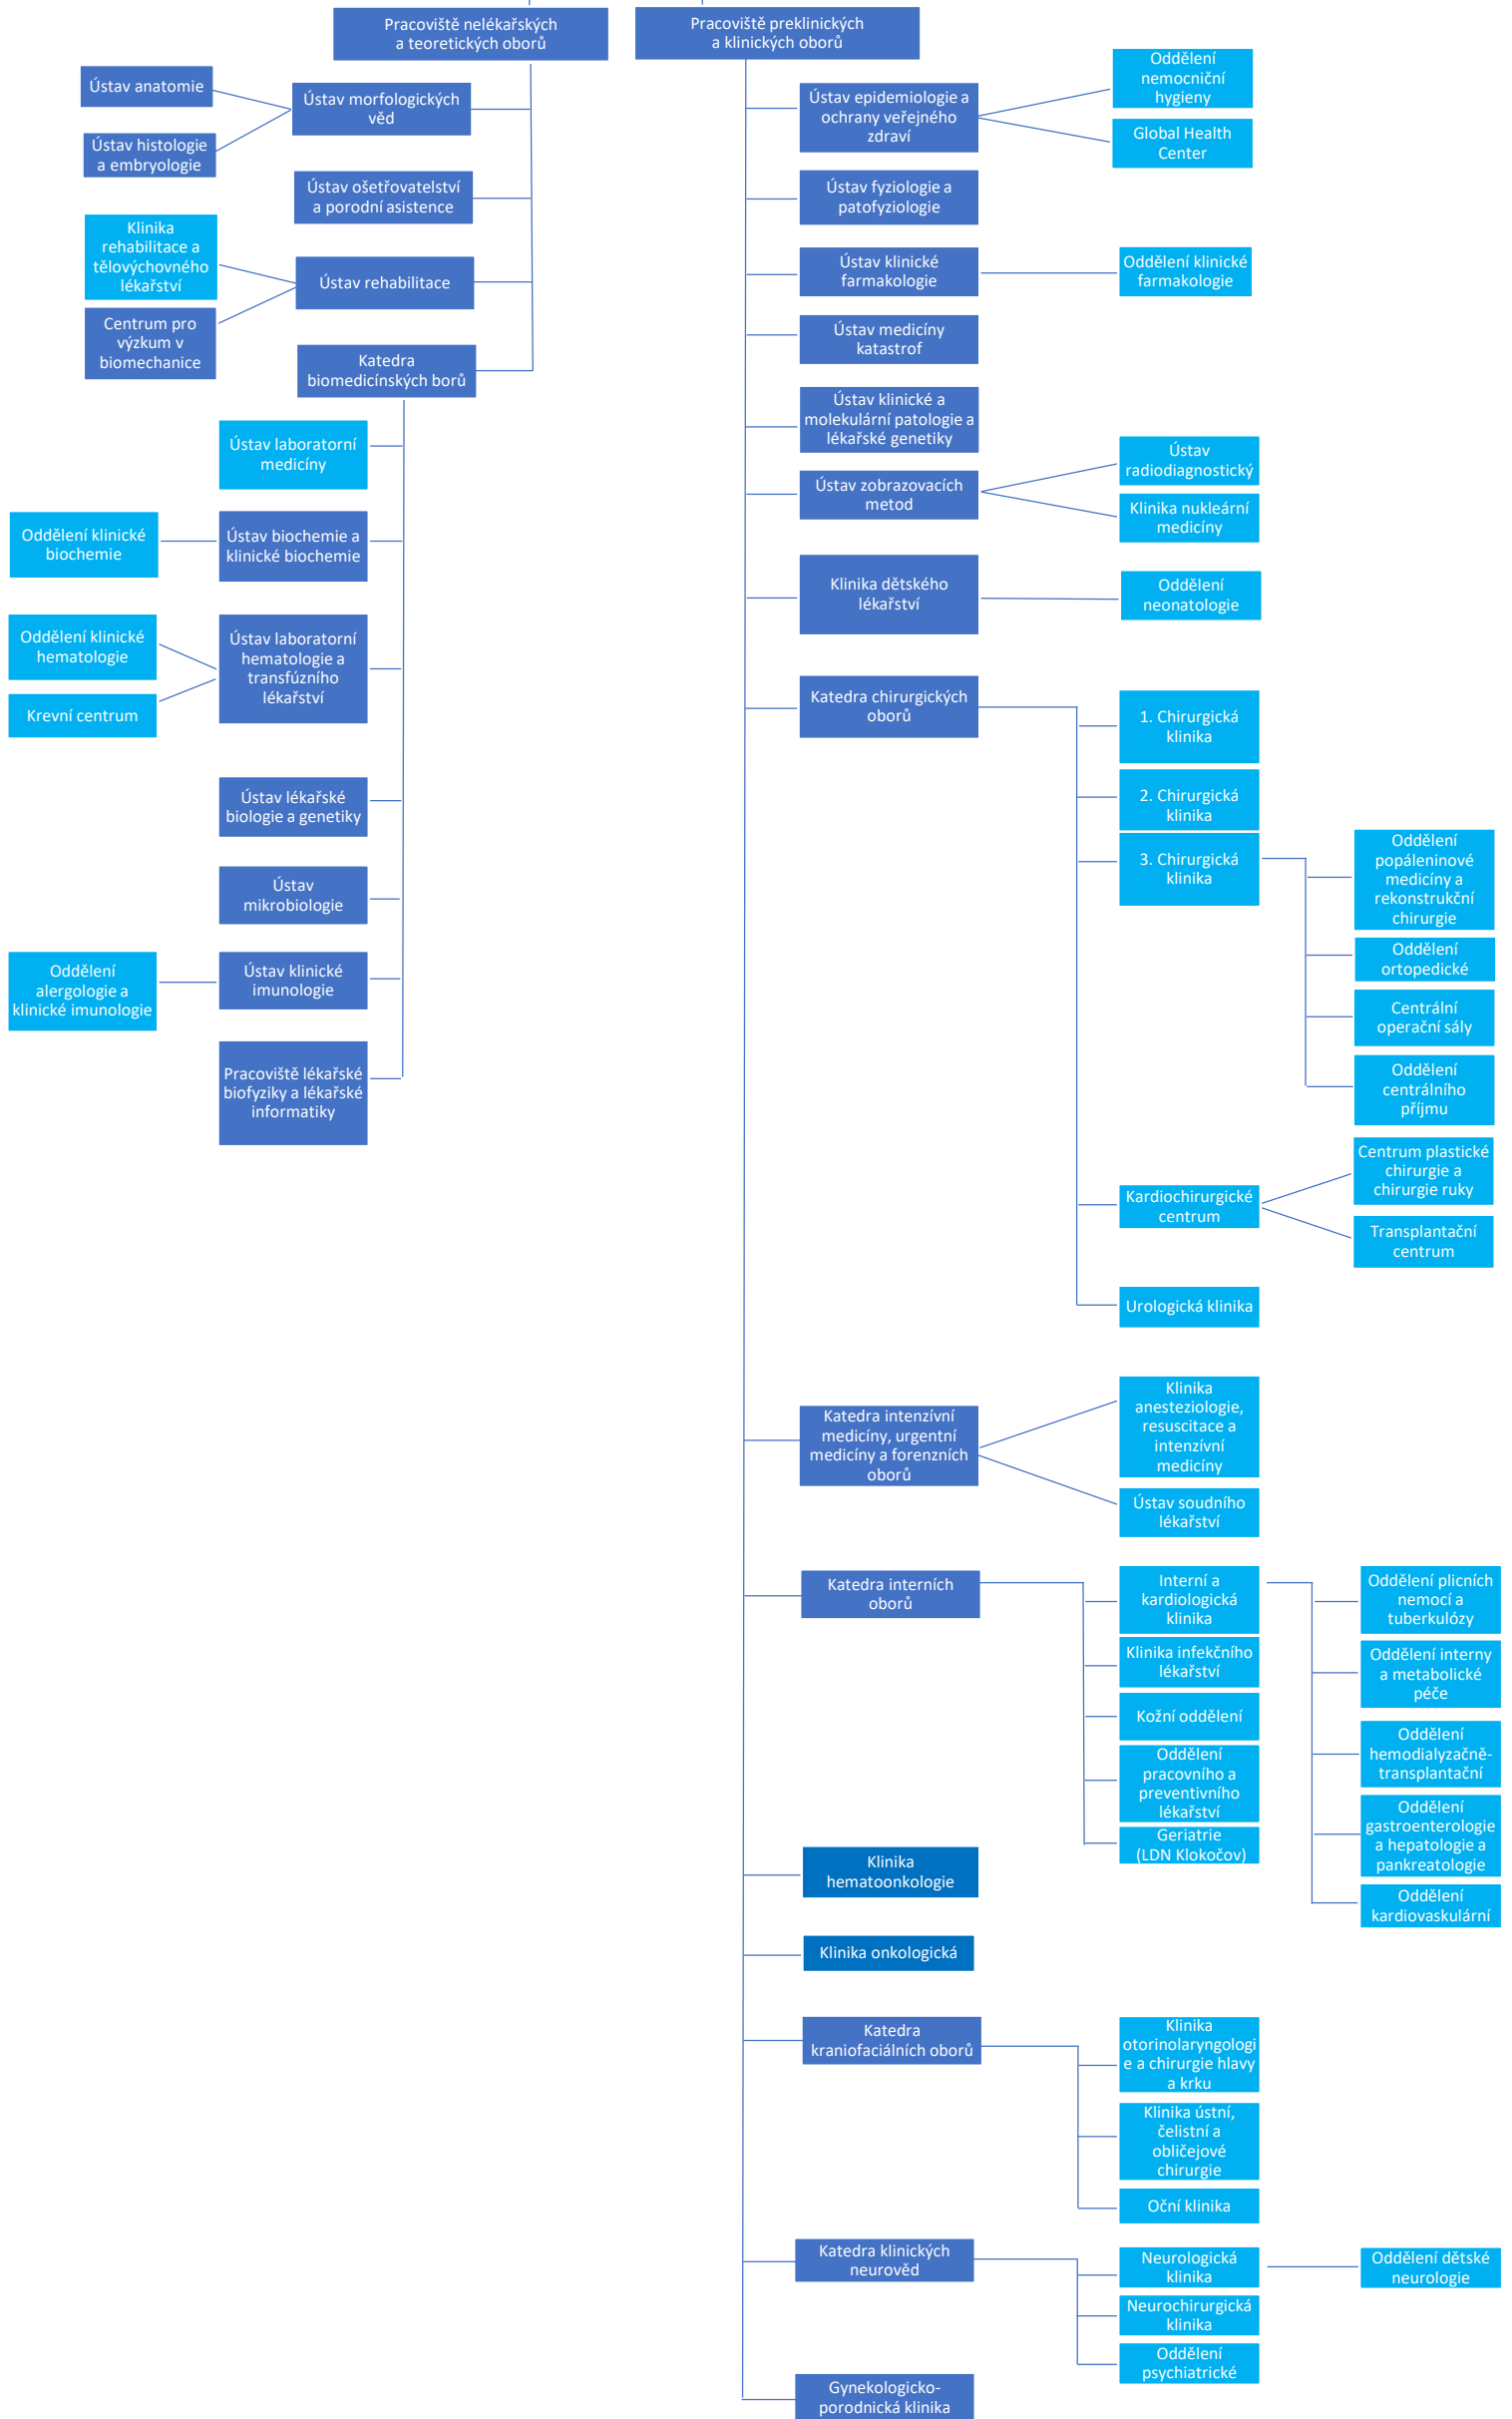 Pracoviště nelékařských
a teoretických oborů
Ústav morfologických
věd
Ústav anatomie
Ústav histologie
a embryologie
Ústav ošetřovatelství
a porodní asistence
Ústav rehabilitace
Klinika
rehabilitace a
tělovýchovného
lékařství
Centrum pro
výzkum v
biomechanice
Katedra
biomedicínských borů
Ústav laboratorní
medicíny
Ústav biochemie a
klinické biochemie
Oddělení klinické
biochemie
Ústav laboratorní
hematologie a
transfúzního
lékařství
Oddělení klinické
hematologie
Krevní centrum
Ústav lékařské
biologie a genetiky
Ústav
mikrobiologie
Ústav klinické
imunologie
Oddělení
alergologie a
klinické imunologie
Pracoviště lékařské
biofyziky a lékařské
informatiky
Pracoviště preklinických
a klinických oborů
Ústav epidemiologie a
ochrany veřejného
zdraví
Oddělení
nemocniční
hygieny
Global Health
Center
Ústav fyziologie a
patofyziologie
Ústav klinické
farmakologie
Oddělení klinické
farmakologie
Ústav medicíny
katastrof
Ústav klinické a
molekulární patologie a
lékařské genetiky
Ústav zobrazovacích
metod
Ústav
radiodiagnostický
Klinika nukleární
medicíny
Klinika dětského
lékařství
Oddělení
neonatologie
Katedra chirurgických
oborů
1. Chirurgická
klinika
2. Chirurgická
klinika
3. Chirurgická
klinika
Oddělení
popáleninové
medicíny a
rekonstrukční
chirurgie
Oddělení
ortopedické
Centrální
operační sály
Oddělení
centrálního
příjmu
Kardiochirurgické
centrum
Centrum plastické
chirurgie a
chirurgie ruky
Transplantační
centrum
Urologická klinika
Katedra intenzívní
medicíny, urgentní
medicíny a forenzních
oborů
Klinika
anesteziologie,
resuscitace a
intenzívní
medicíny
Ústav soudního
lékařství
Katedra interních
oborů
Interní a
kardiologická
klinika
Oddělení plicních
nemocí a
tuberkulózy
Oddělení interny
a metabolické
péče
Oddělení
hemodialyzačně-
transplantační
Oddělení
gastroenterologie
a hepatologie a
pankreatologie
Oddělení
kardiovaskulární
Klinika infekčního
lékařství
Kožní oddělení
Oddělení
pracovního a
preventivního
lékařství
Geriatrie
(LDN Klokočov)
Klinika
hematoonkologie
Klinika onkologická
Katedra
kraniofaciálních oborů
Klinika
otorinolaryngologi
e a chirurgie hlavy
a krku
Klinika ústní,
čelistní a
obličejové
chirurgie
Oční klinika
Katedra klinických
neurověd
Neurologická
klinika
Oddělení dětské
neurologie
Neurochirurgická
klinika
Oddělení
psychiatrické
Gynekologicko-
porodnická klinika